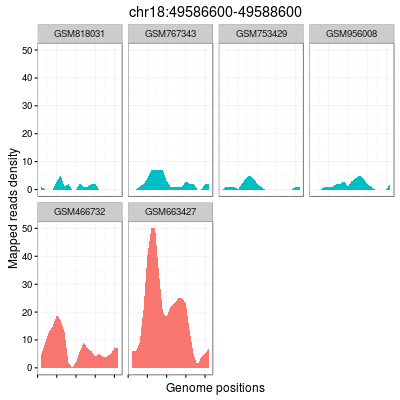 chr18:49586600-49588600
GSM818031 GSM767343 GSM753429 GSM956008
50
40
30
20
10
0
Mapped reads density
GSM466732 GSM663427
50
40
30
20
10
0
Genome positions